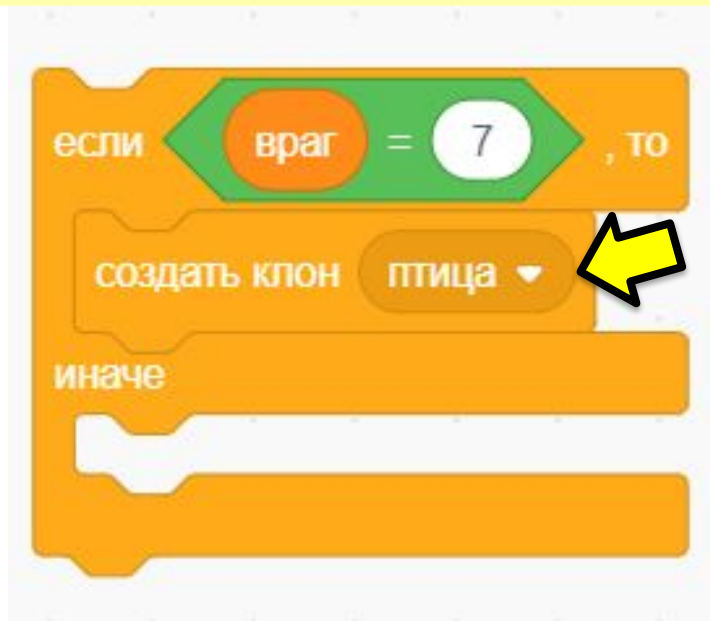 если враг = 7 , то
создать клон птица
иначе